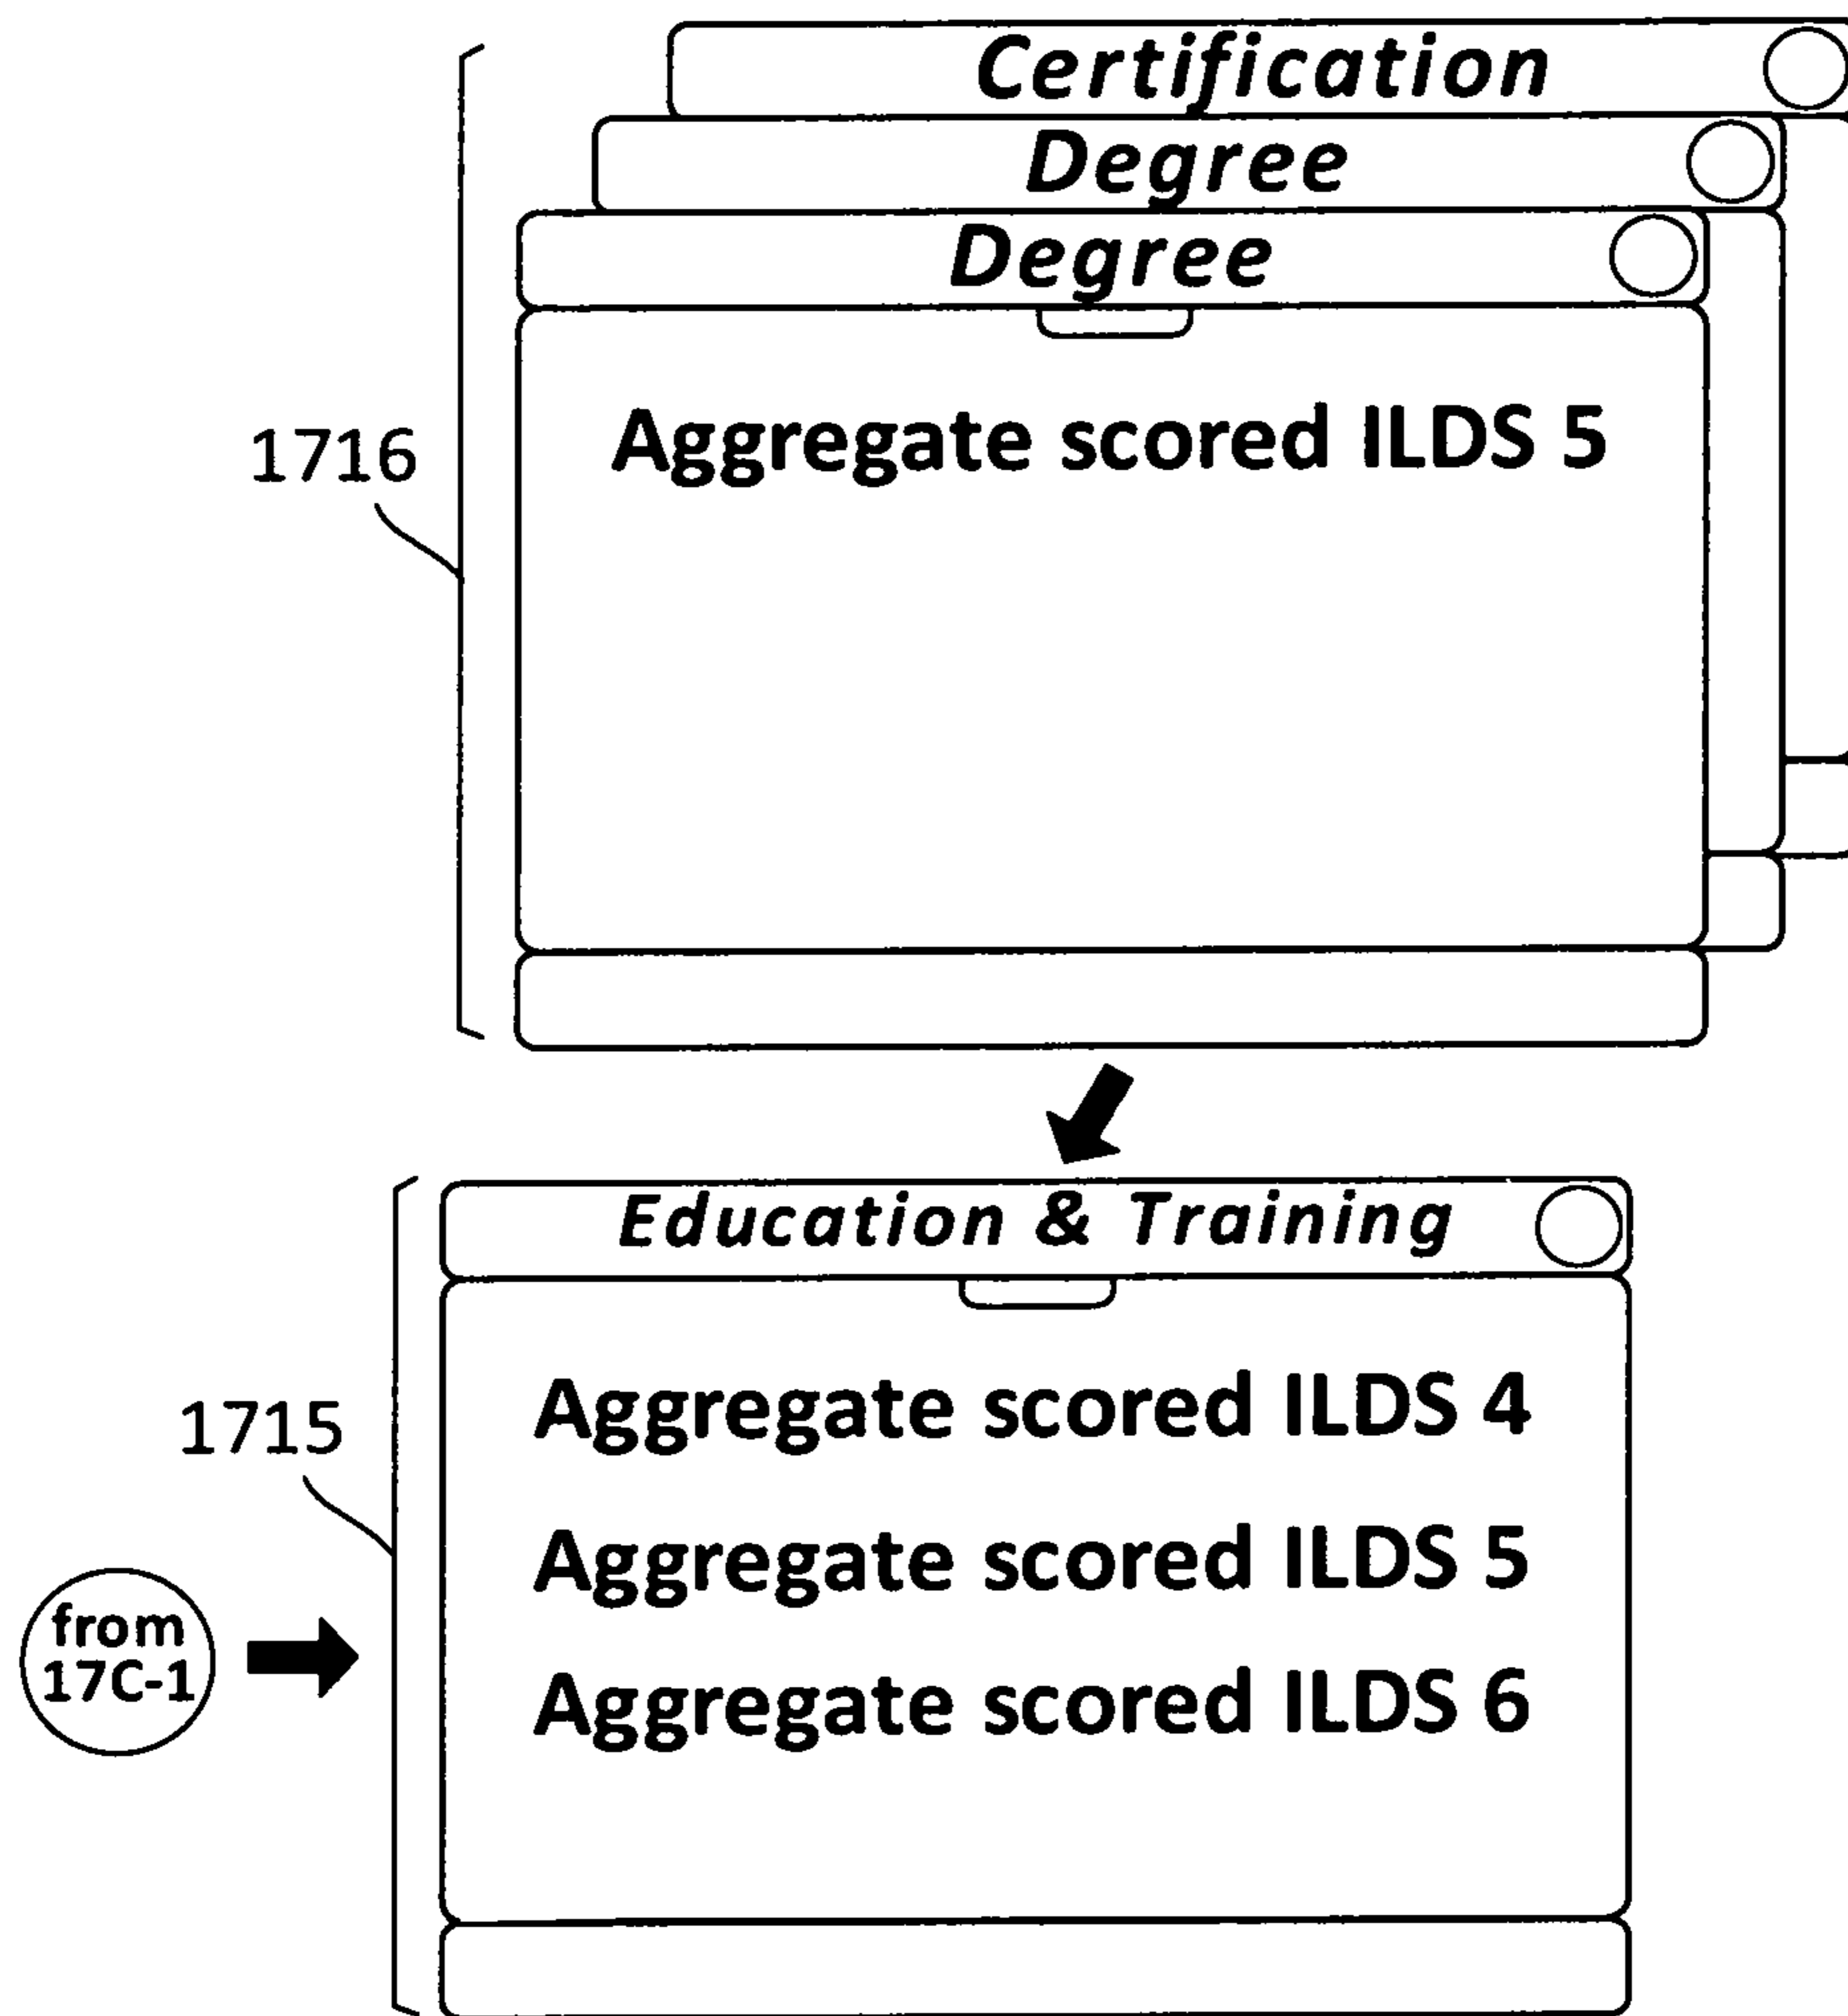 Certification
Degree
Degree
Aggregate scored ILDS 5
1716
Education & Training
Aggregate scored ILDS 4
1715
Aggregate scored ILDS 5
from
17C-1
Aggregate scored ILDS 6